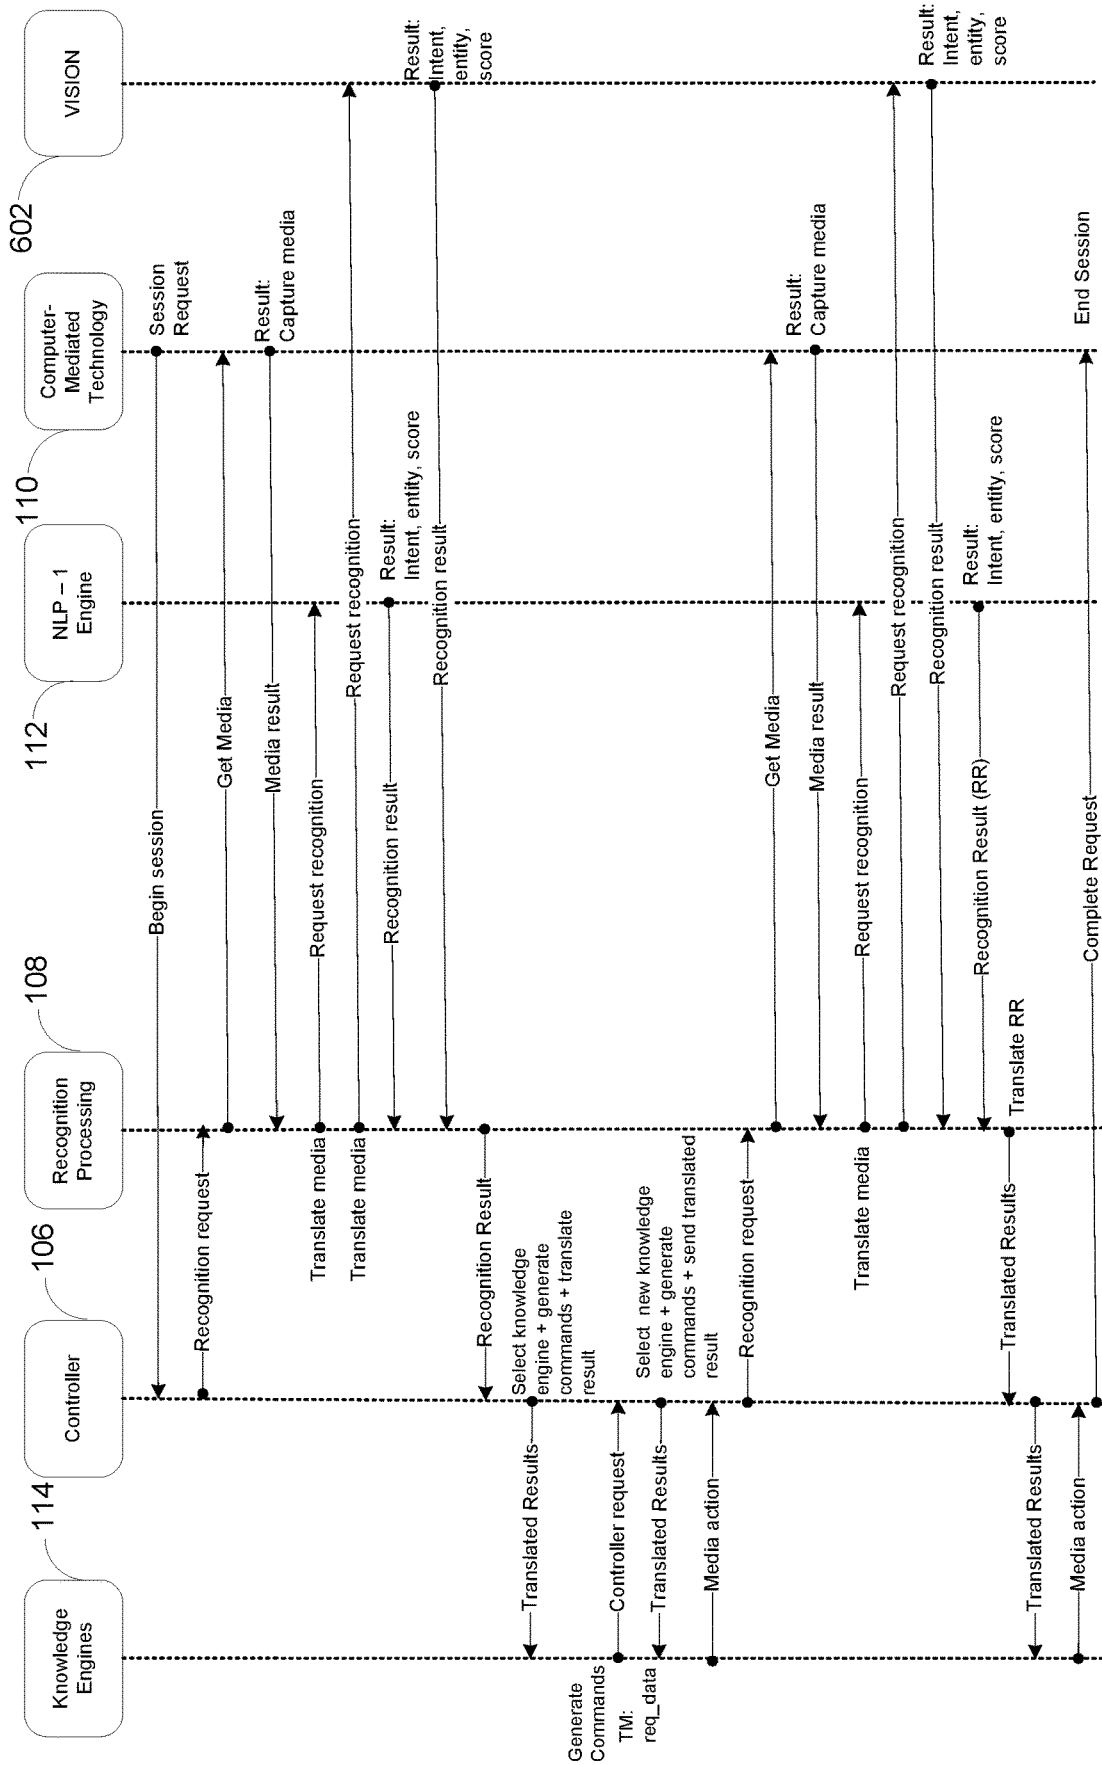 Knowledge
Engines
114
Controller
106
Recognition
Processing
108
NLP – 1
Engine
112
Computer-
Mediated
Technology
110
VISION
602
Session
Request
Begin session
Recognition request
Get Media
Result:
Capture media
Media result
Translate media
Request recognition
Translate media
Request recognition
Result:
Intent, entity, score
Recognition result
Result:
Intent,
entity,
score
Recognition result
Recognition Result
Select knowledge
engine + generate
commands + translate
result
Translated Results
Generate
Commands
Controller request
TM:
req_data
Select new knowledge
engine + generate
commands + send translated
result
Translated Results
Media action
Recognition request
Get Media
Result:
Capture media
Media result
Translate media
Request recognition
Request recognition
Result:
Intent,
entity,
score
Recognition result
Result:
Intent, entity, score
Recognition Result (RR)
Translate RR
Translated Results
Translated Results
Media action
Complete Request
End Session